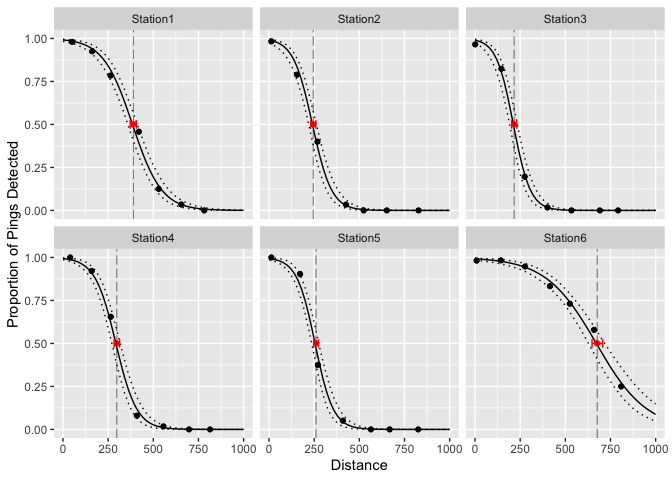 Station1 Station2 Station3
1.00
0.75
0.50
0.25
0.00
Station4 Station5 Station6
1.00
0.75
0.50
0.25
0.00
0 250 500 750 1000 0 250 500 750 1000 0 250 500 750 1000
Distance
Proportion of Pings Detected